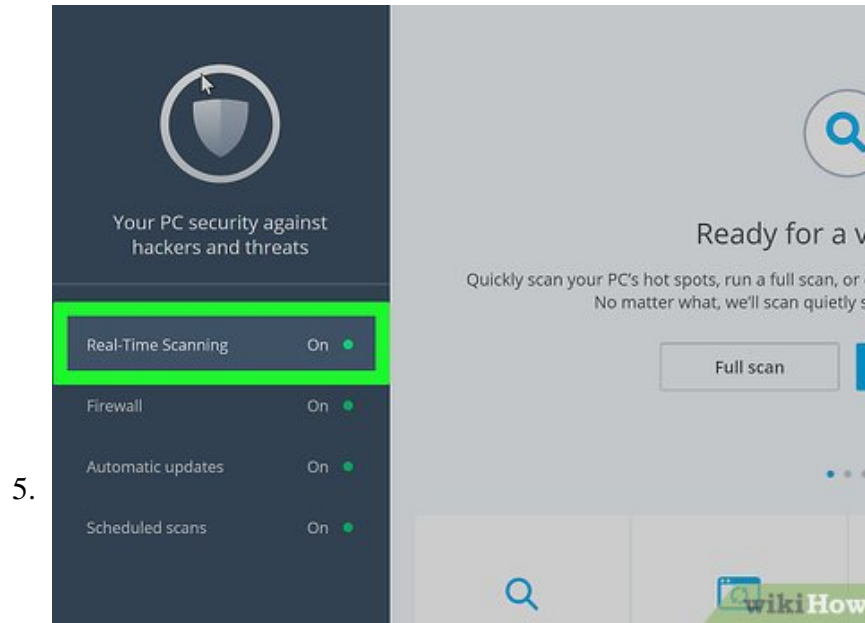 Your PC security against
hackers and threats
Real-Time Scanning On
Firewall On
Automatic updates On
Scheduled scans On
5.
Ready for a
Quickly scan your PC's hot spots, run a full scan, or
No matter what, we'll scan quietly
Full scan
wikiHow